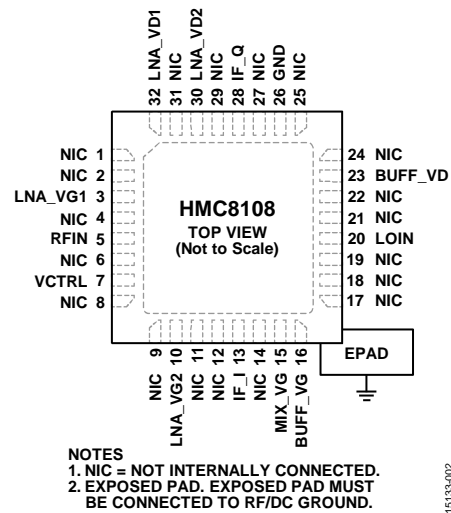 32 LNA_VD1
31 NIC
30 LNA_VD2
29 NIC
28 IF_Q
27 NIC
26 GND
25 NIC
NIC 1
NIC 2
LNA_VG1 3
NIC 4
RFIN 5
NIC 6
VCTRL 7
NIC 8
HMC8108
TOP VIEW
(Not to Scale)
24 NIC
23 BUFF_VD
22 NIC
21 NIC
20 LOIN
19 NIC
18 NIC
17 NIC
NIC 9
LNA_VG2 10
NIC 11
NIC 12
IF_I 13
NIC 14
MIX_VG 15
BUFF_VG 16
EPAD
NOTES
1. NIC = NOT INTERNALLY CONNECTED.
2. EXPOSED PAD. EXPOSED PAD MUST
BE CONNECTED TO RF/DC GROUND.
15133-002